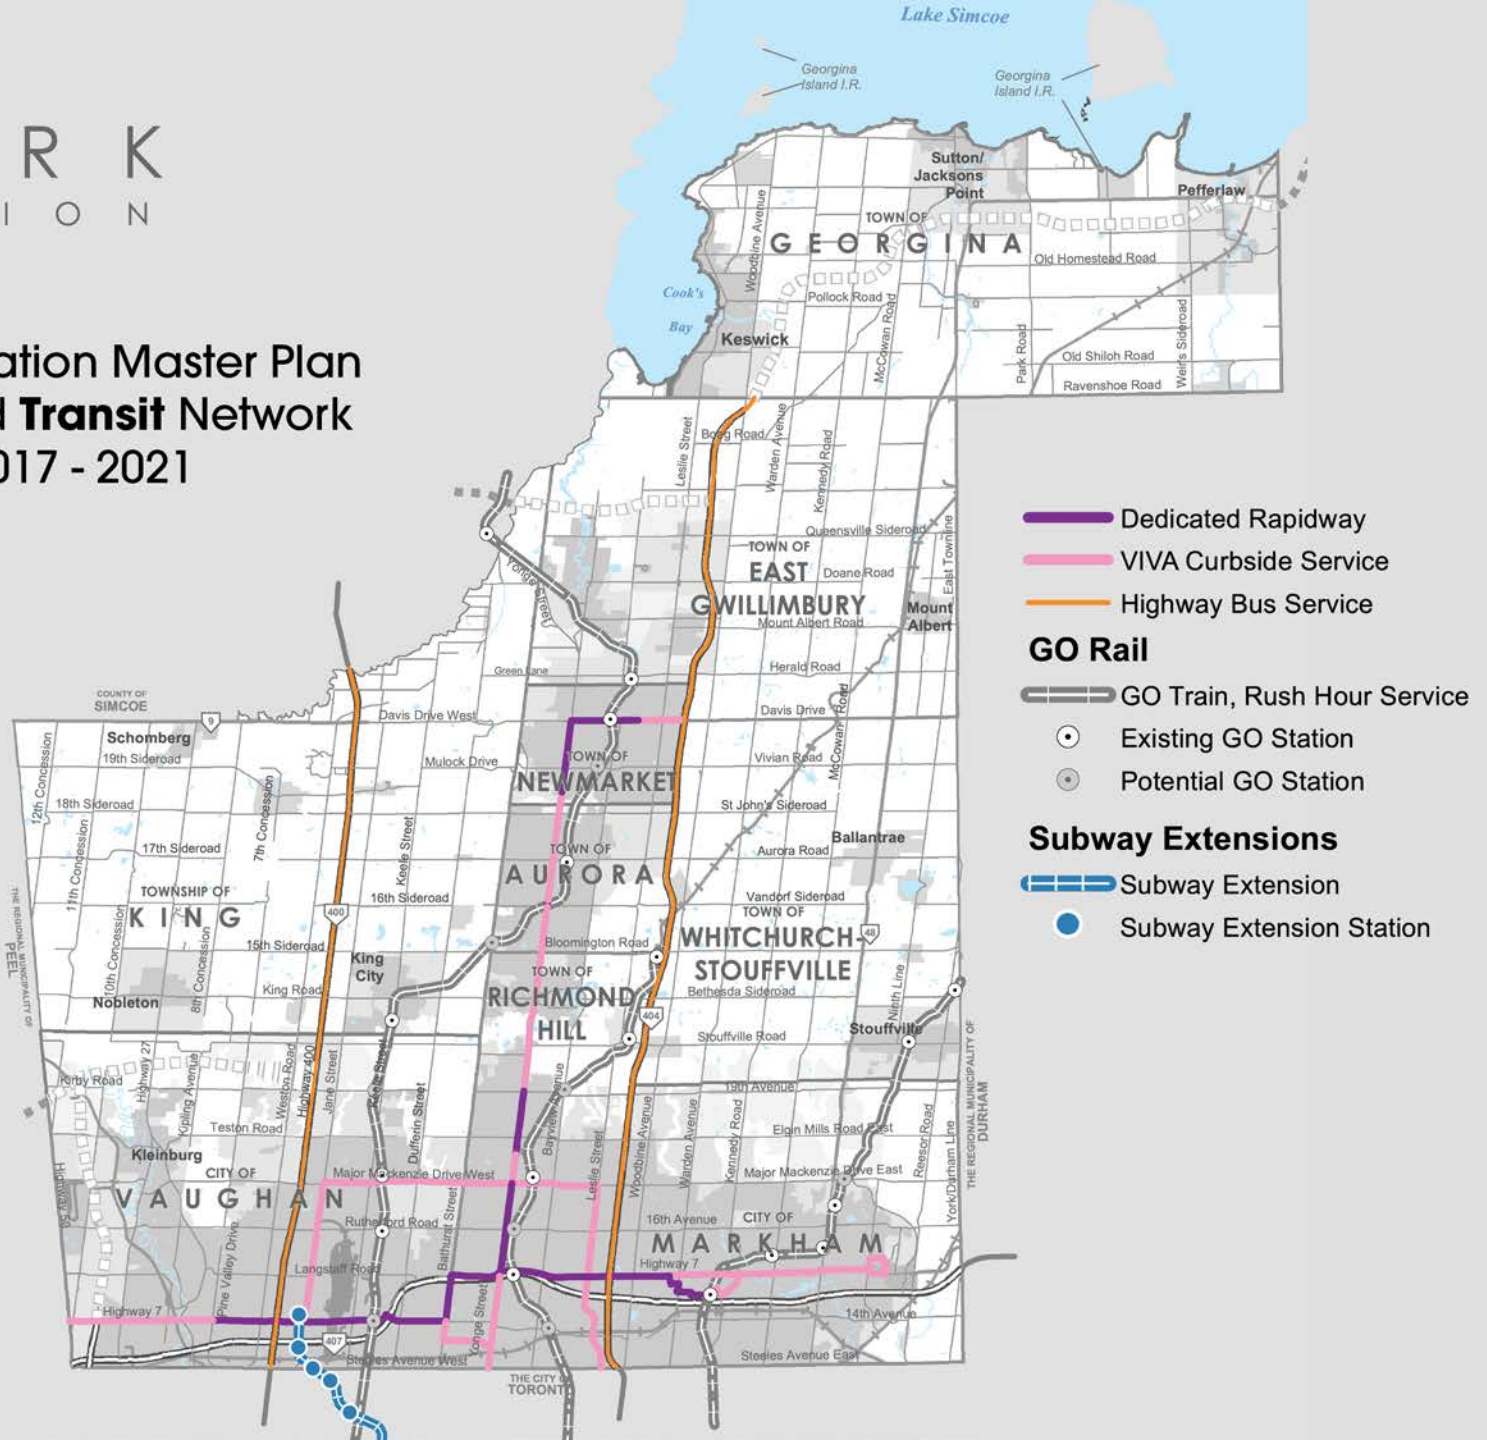 Lake Simcoe
Georgina
Island I.R.
Georgina
Island I.R.
R K
I O N
Sutton/
Jacksons
Point
Pefferlaw
TOWN OF
GEORGINA
Woodbine Avenue
Old Homestead Road
Cook's
Bay
Pollock Road
McCowan Road
Keswick
Park Road
Weir's Sideroad
Old Shiloh Road
Ravenshoe Road
ation Master Plan
Transit Network
017 - 2021
Leslie Street
Boag Road
Warden Avenue
Kennedy Road
Queensville Sideroad
East Townline
TOWN OF
EAST
GWILLIMBURY
Doane Road
Yonge Street
Mount
Albert
Mount Albert Road
Green Lane
Herald Road
Dedicated Rapidway
VIVA Curbside Service
Highway Bus Service
GO Rail
GO Train, Rush Hour Service
Existing GO Station
Potential GO Station
Subway Extensions
Subway Extension
Subway Extension Station
COUNTY OF
SIMCOE
9
Davis Drive West
Davis Drive
McCowan Road
Schomberg
19th Sideroad
12th Concession
Mulock Drive
TOWN OF
NEWMARKET
Vivian Road
18th Sideroad
7th Concession
St John's Sideroad
11th Concession
17th Sideroad
Keele Street
TOWN OF
AURORA
Ballantrae
Aurora Road
TOWNSHIP OF
KING
16th Sideroad
Vandorf Sideroad
THE REGIONAL MUNICIPALITY OF
PEEL
400
10th Concession
8th Concession
15th Sideroad
King
City
Bloomington Road
TOWN OF
WHITCHURCH-
STOUFFVILLE
48
Nobleton
King Road
TOWN OF
RICHMOND
HILL
Bethesda Sideroad
Ninth Line
404
Stouffville Road
Stouffville
Kirby Road
Highway 27
Kipling Avenue
Weston Road
Highway 400
Jane Street
Keele Street
Dufferin Street
Bayview Avenue
19th Avenue
THE REGIONAL MUNICIPALITY OF
DURHAM
Teston Road
Leslie Street
Woodbine Avenue
Warden Avenue
Kennedy Road
Elgin Mills Road East
Reesor Road
York/Durham Line
Kleinburg
CITY OF
VAUGHAN
Major Mackenzie Drive West
Major Mackenzie Drive East
Highway 50
Rutherford Road
Bathurst Street
16th Avenue
CITY OF
MARKHAM
Pine Valley Drive
Langstaff Road
Highway 7
Highway 7
Yonge Street
14th Avenue
407
Steeles Avenue West
Steeles Avenue East
THE CITY OF
TORONTO